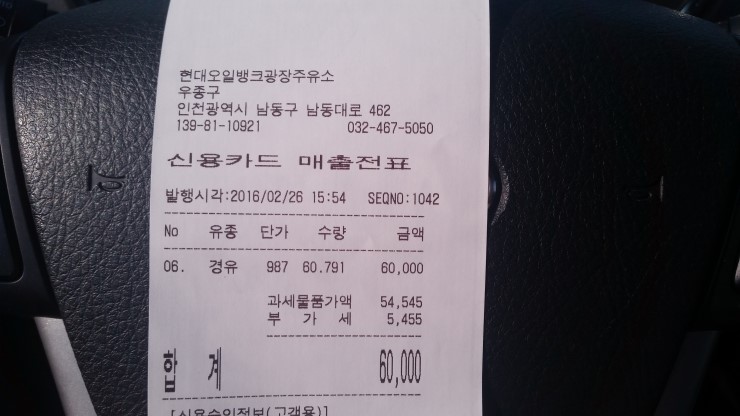 현대오일뱅크광장주유소
우종구
인천광역시 남동구 남동대로 462
139-81-10921 032-467-5050
신용카드 매출전표
발행시각:2016/02/26 15:54 SEQNO:1042
No 유종 단가 수량 금액
06. 경유 987 60.791 60,000
과세물품가액 54,545
부 가 세 5,455
합 계 60,000
[신용승인정보(고객용)]